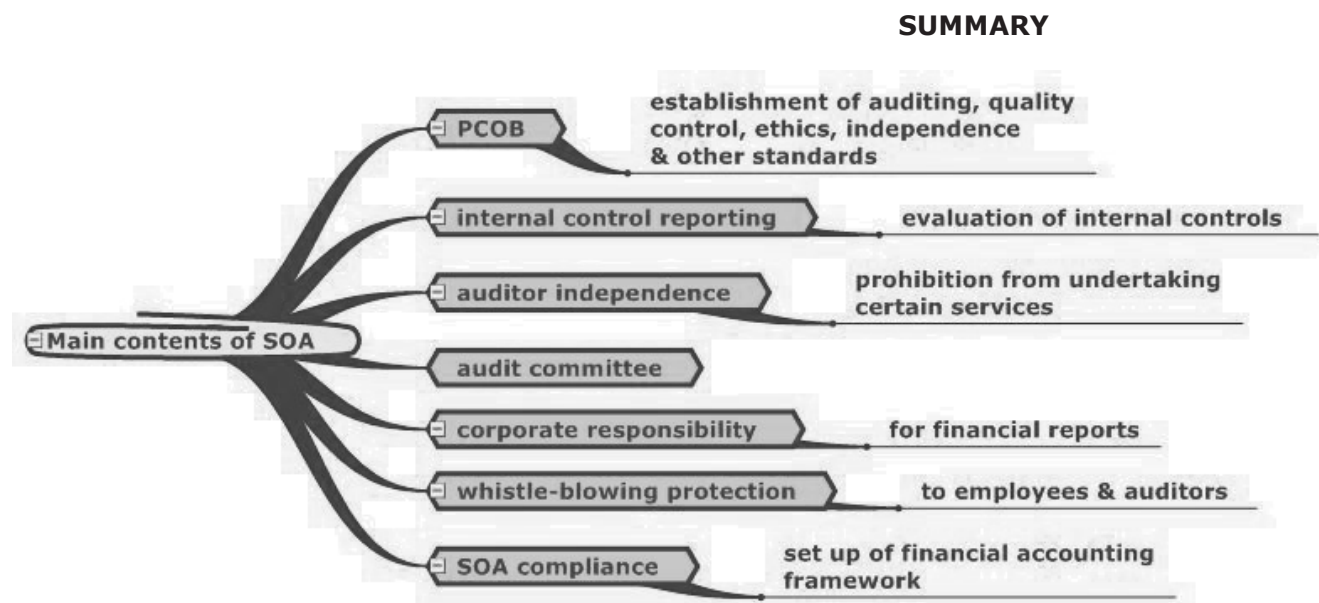 SUMMARY
PCOB
establishment of auditing, quality
control, ethics, independence
& other standards
internal control reporting
evaluation of internal controls
auditor independence
prohibition from undertaking
certain services
Main contents of SOA
audit committee
corporate responsibility
for financial reports
whistle-blowing protection
to employees & auditors
SOA compliance
set up of financial accounting
framework